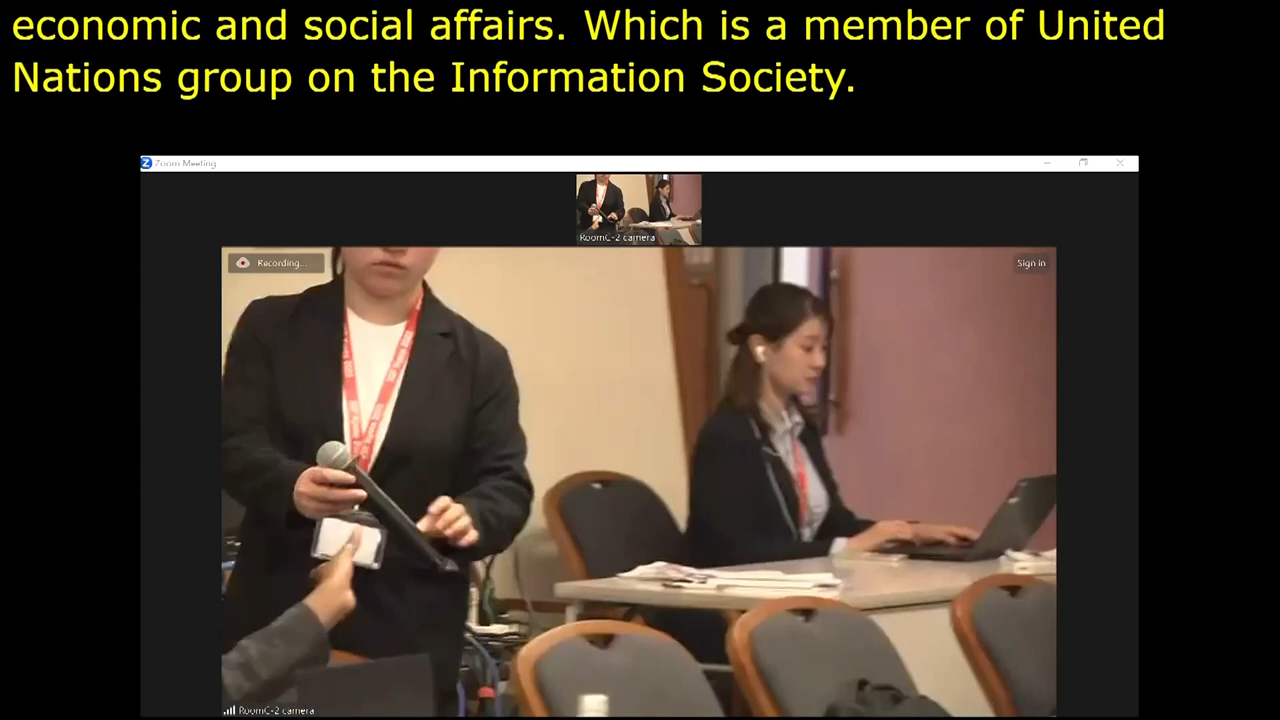 economic and social affairs. Which is a member of United
Nations group on the Information Society.
Zoom Meeting
RoomC-2 camera
Recording...
Sign in
RoomC-2 camera